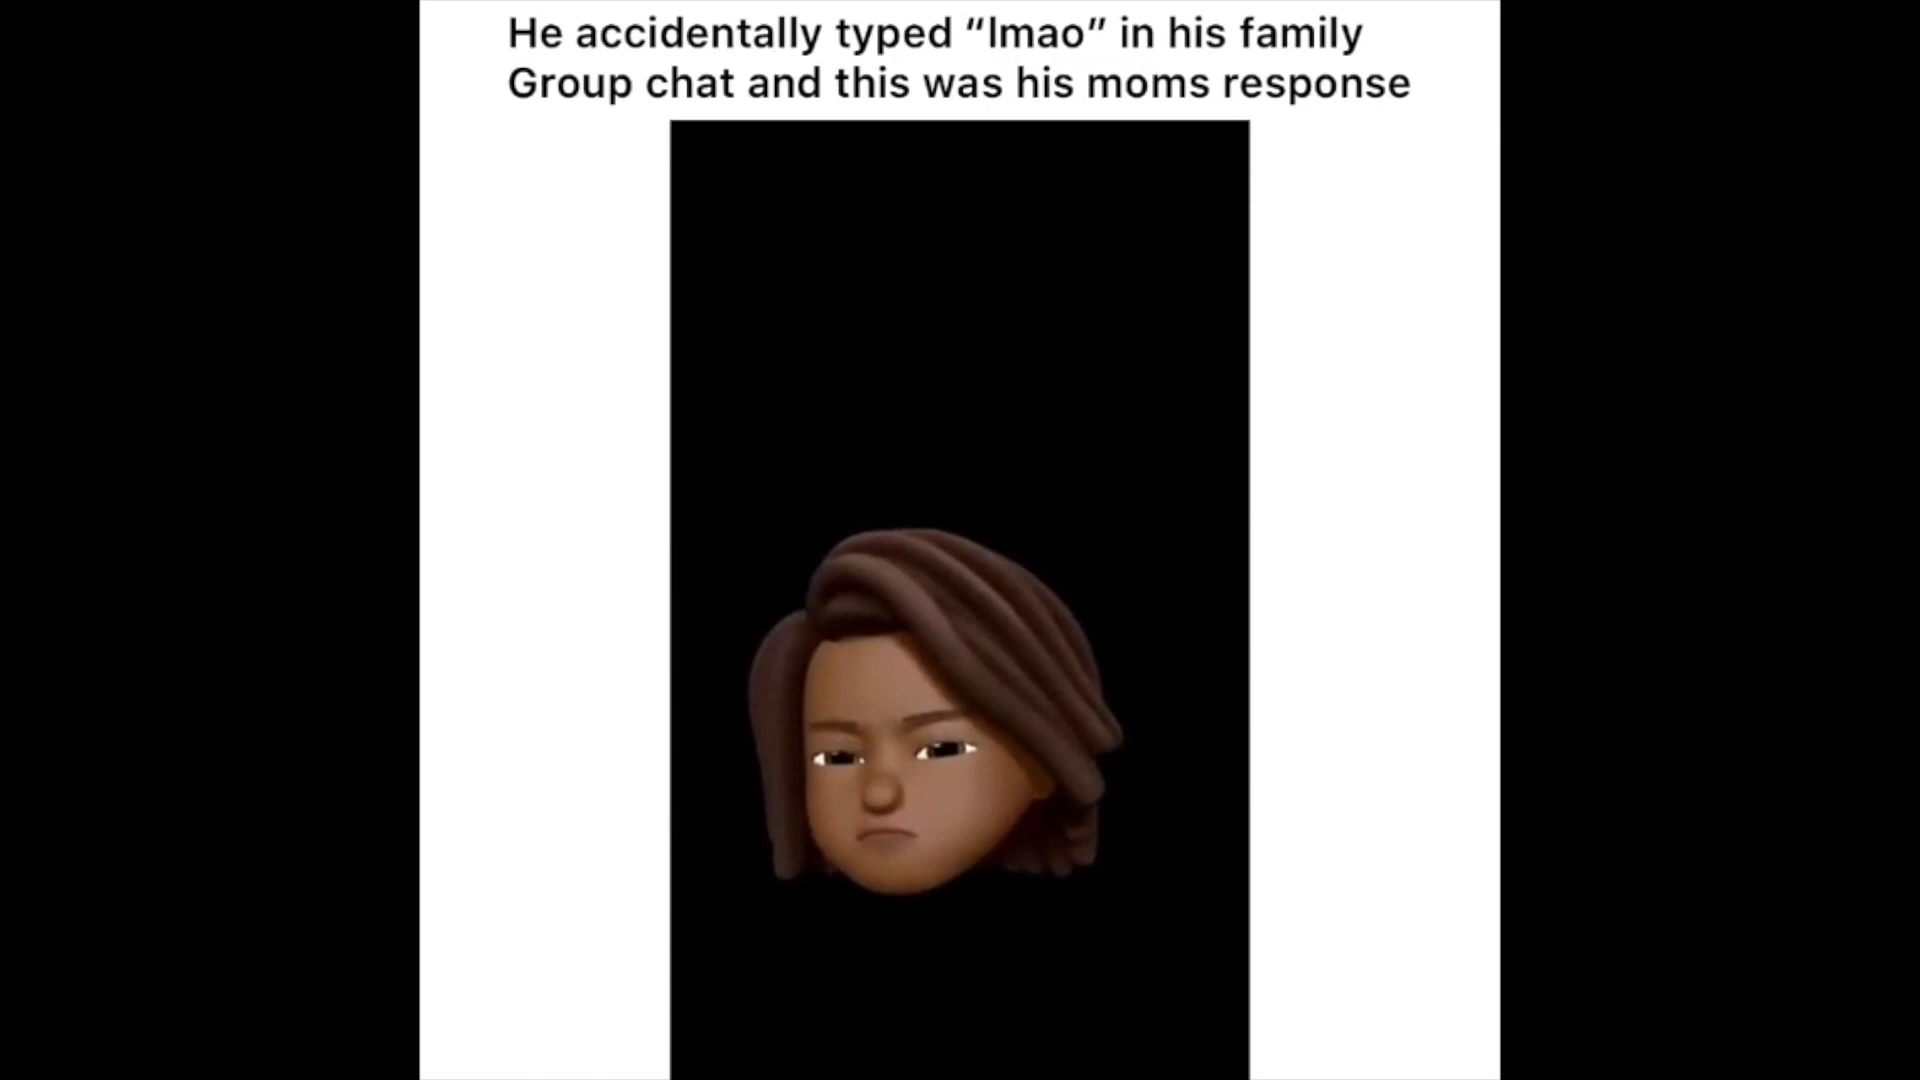 He accidentally typed “lmao” in his family
Group chat and this was his moms response